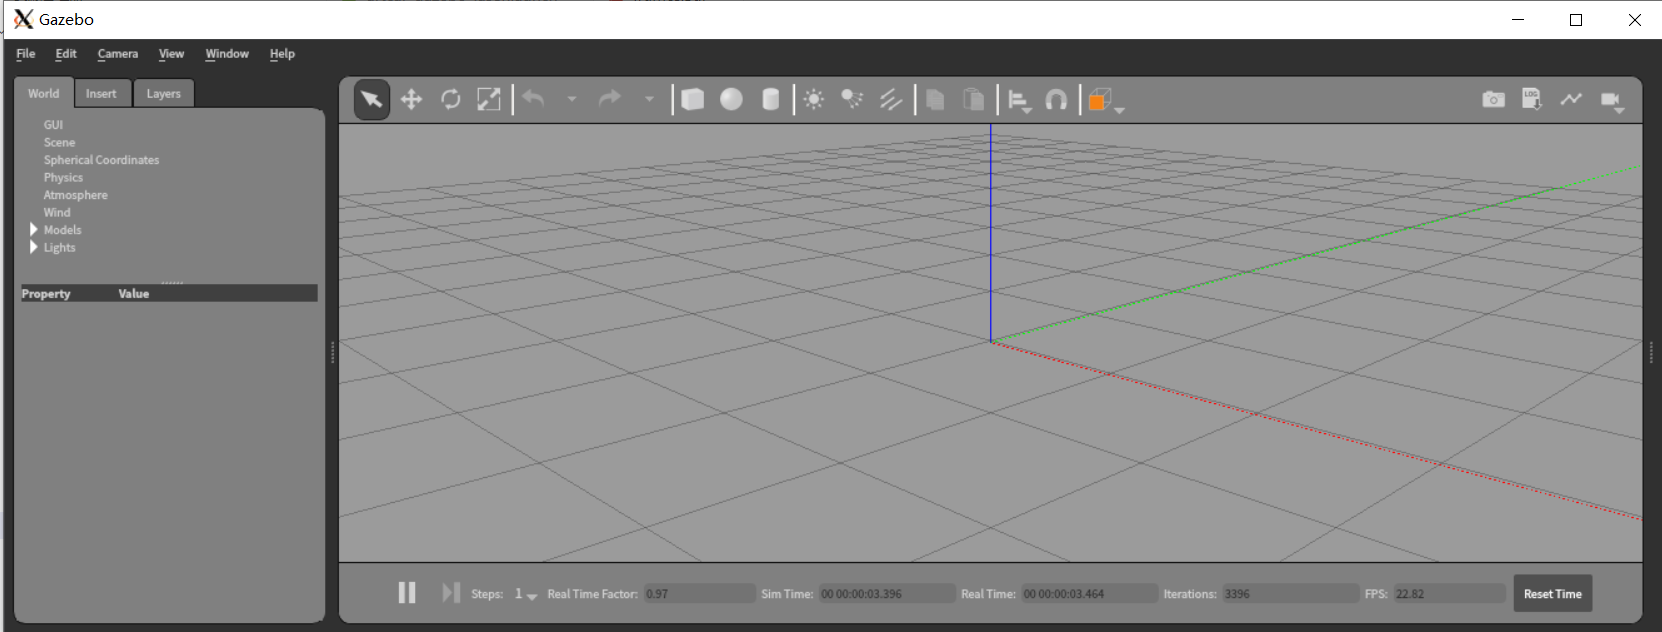 Gazebo
File Edit Camera View Window Help
World Insert Layers
GUI
Scene
Spherical Coordinates
Physics
Atmosphere
Wind
Models
Lights
Property Value
LOG
Steps: 1 Real Time Factor: 0.97 Sim Time: 00 00:00:03.396 Real Time: 00 00:00:03.464 Iterations: 3396 FPS: 22.82 Reset Time